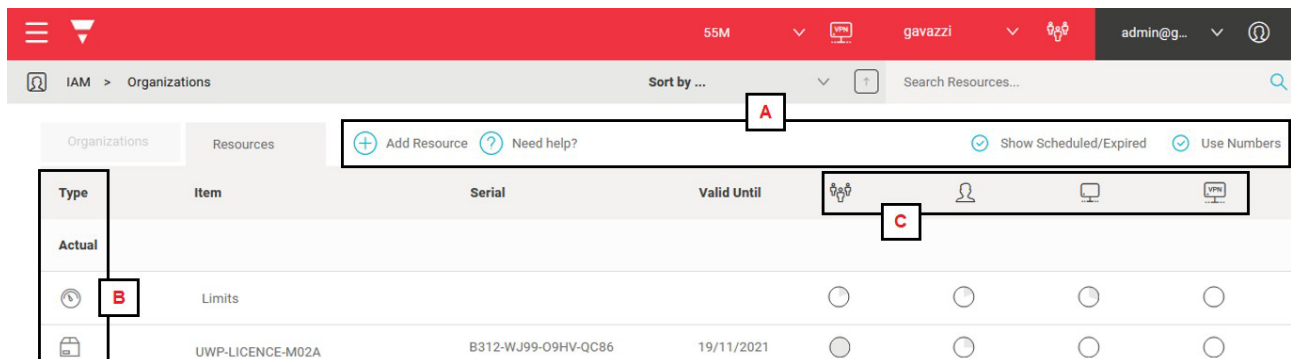 55M VPN gavazzi admin@g...
IAM > Organizations Sort by ... Search Resources...
A
Organizations Resources Add Resource ? Need help? Show Scheduled/Expired Use Numbers
Type Item Serial Valid Until VPN
C
Actual
B Limits
UWP-LICENCE-M02A B312-WJ99-O9HV-QC86 19/11/2021